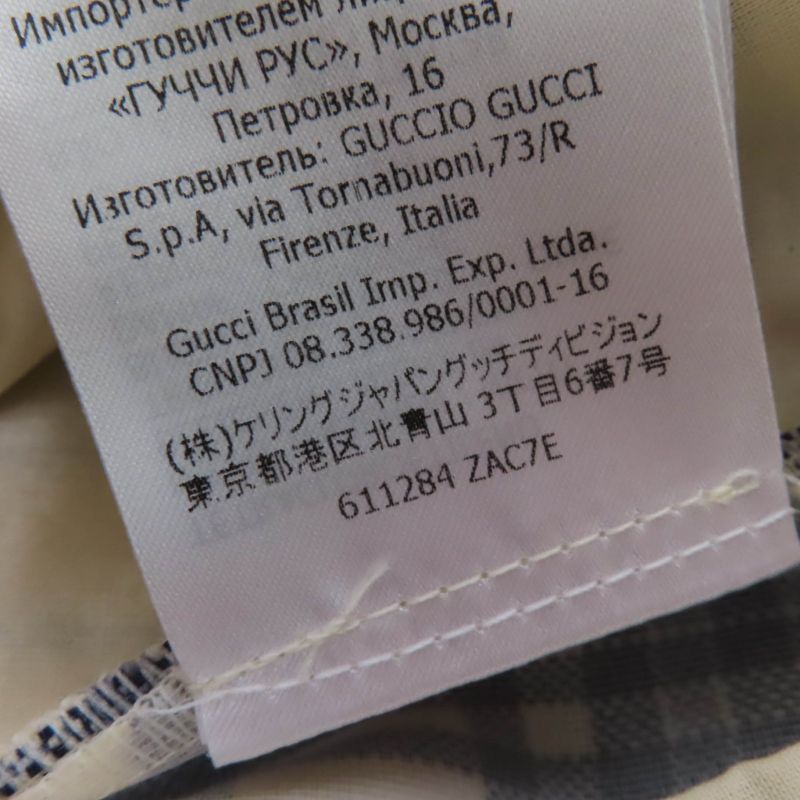 Импортер
изготовителем
«ГУЧЧИ РУС», Москва,
Петровка, 16
Изготовитель: GUCCIO GUCCI
S.p.A, via Tornabuoni,73/R
Firenze, Italia
Gucci Brasil Imp. Exp. Ltda.
CNPJ 08.338.986/0001-16
(株)ケリングジャパングッチディビジョン
東京都港区北青山 3丁目6番7号
611284 ZAC7E